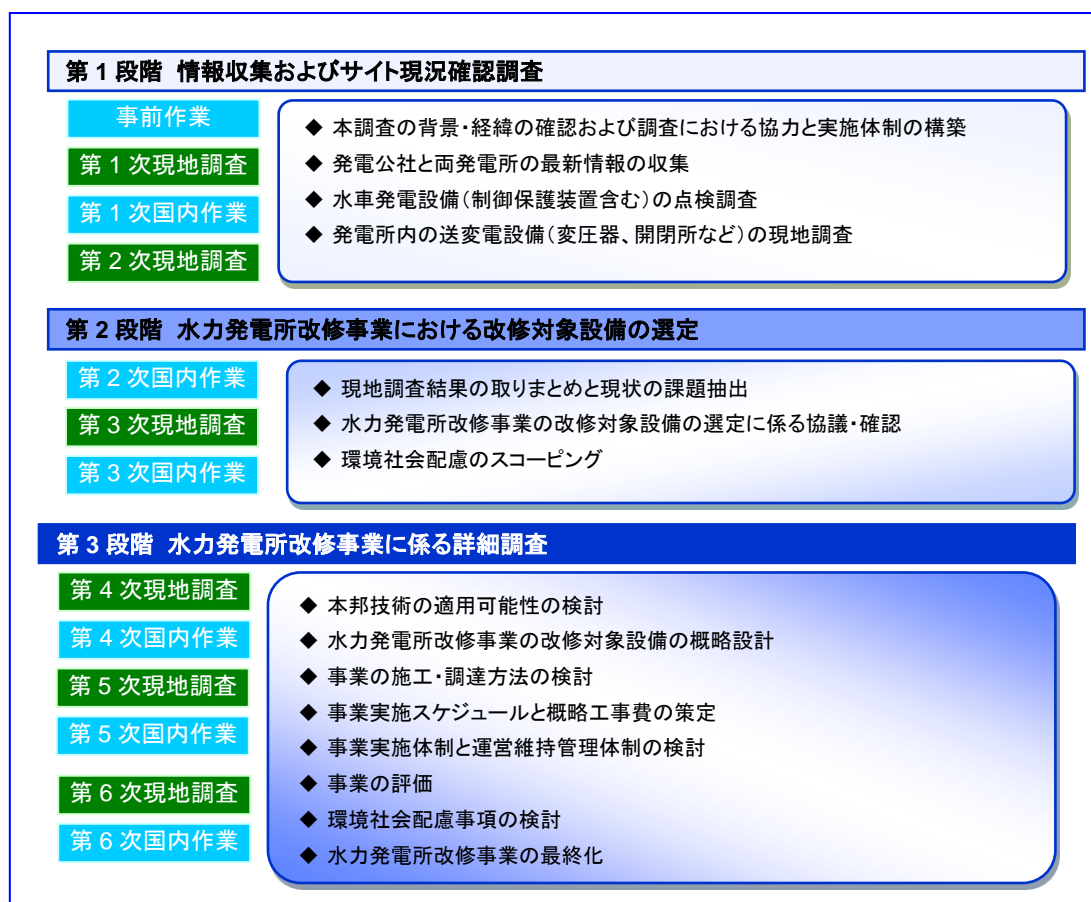 第 1 段階 情報収集およびサイト現況確認調査
事前作業
第 1 次現地調査
第 1 次国内作業
第 2 次現地調査
◆ 本調査の背景・経緯の確認および調査における協力と実施体制の構築
◆ 発電公社と両発電所の最新情報の収集
◆ 水車発電設備（制御保護装置含む）の点検調査
◆ 発電所内の送変電設備（変圧器、開閉所など）の現地調査
第 2 段階 水力発電所改修事業における改修対象設備の選定
第 2 次国内作業
第 3 次現地調査
第 3 次国内作業
◆ 現地調査結果の取りまとめと現状の課題抽出
◆ 水力発電所改修事業の改修対象設備の選定に係る協議・確認
◆ 環境社会配慮のスコーピング
第 3 段階 水力発電所改修事業に係る詳細調査
第 4 次現地調査
第 4 次国内作業
第 5 次現地調査
第 5 次国内作業
第 6 次現地調査
第 6 次国内作業
◆ 本邦技術の適用可能性の検討
◆ 水力発電所改修事業の改修対象設備の概略設計
◆ 事業の施工・調達方法の検討
◆ 事業実施スケジュールと概略工事費の策定
◆ 事業実施体制と運営維持管理体制の検討
◆ 事業の評価
◆ 環境社会配慮事項の検討
◆ 水力発電所改修事業の最終化